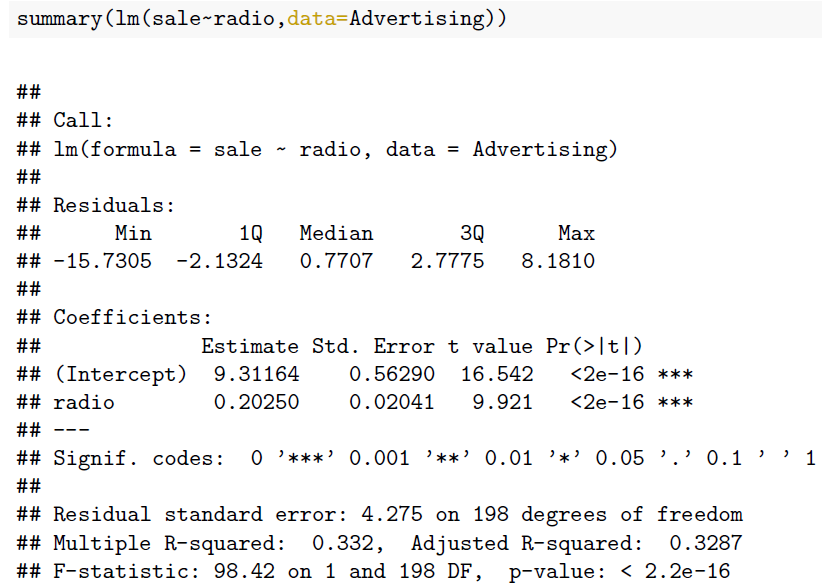 summary(lm(sale~radio,data=Advertising))
##
## Call:
## lm(formula = sale ~ radio, data = Advertising)
##
## Residuals:
##      Min       1Q   Median       3Q      Max
## -15.7305  -2.1324   0.7707   2.7775   8.1810
##
## Coefficients:
##             Estimate Std. Error t value Pr(>|t|)
## (Intercept)  9.31164    0.56290  16.542   <2e-16 ***
## radio        0.20250    0.02041   9.921   <2e-16 ***
## ---
## Signif. codes:  0 '***' 0.001 '**' 0.01 '*' 0.05 '.' 0.1 ' ' 1
##
## Residual standard error: 4.275 on 198 degrees of freedom
## Multiple R-squared:  0.332,  Adjusted R-squared:  0.3287
## F-statistic: 98.42 on 1 and 198 DF,  p-value: < 2.2e-16